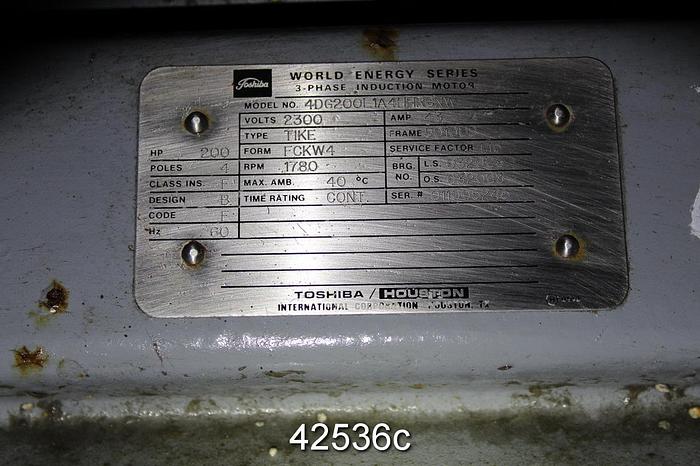 Toshiba
WORLD ENERGY SERIES
3-PHASE INDUCTION MOTOR
MODEL NO.
VOLTS 2300 AMP. 43
TYPE TIKE FRAME
FORM FCKW4 SERVICE FACTOR
HP 200
POLES 4 RPM 1780 BRG. NO. L.S.
CLASS INS. F MAX. AMB. 40 °C O.S.
DESIGN B TIME RATING CONT. SER. #
CODE F
Hz 60
TOSHIBA / HOUSTON
INTERNATIONAL CORPORATION HOUSTON, TX
42536c